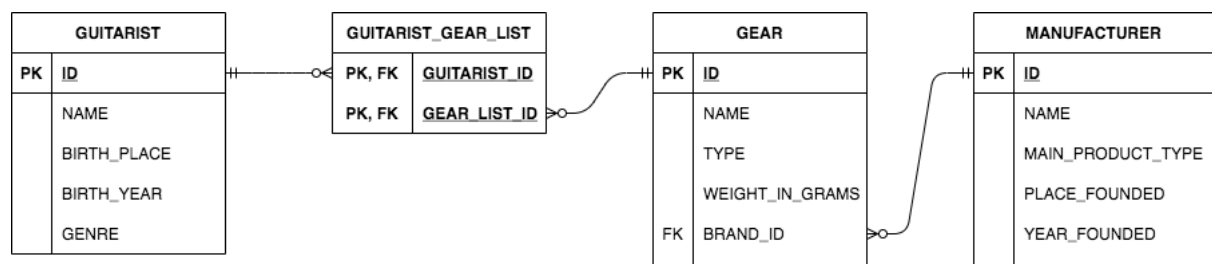 GUITARIST
PK ID
NAME
BIRTH_PLACE
BIRTH_YEAR
GENRE
GUITARIST_GEAR_LIST
PK, FK GUITARIST_ID
PK, FK GEAR_LIST_ID
GEAR
PK ID
NAME
TYPE
WEIGHT_IN_GRAMS
FK BRAND_ID
MANUFACTURER
PK ID
NAME
MAIN_PRODUCT_TYPE
PLACE_FOUNDED
YEAR_FOUNDED